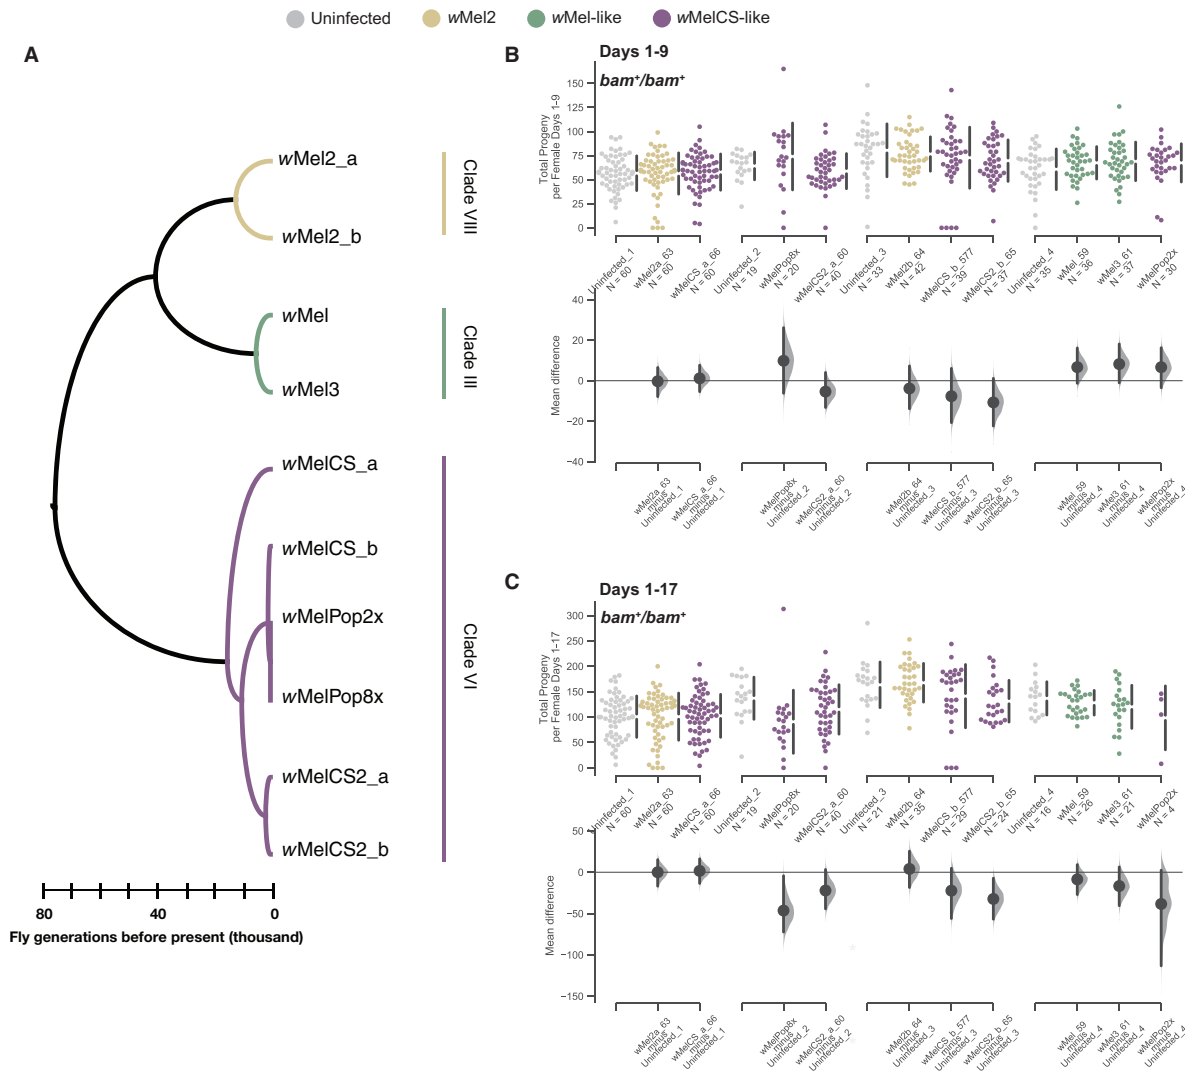 Uninfected wMel2 wMel-like wMelCS-like
A
wMel2_a
wMel2_b
wMel
wMel3
wMelCS_a
wMelCS_b
wMelPop2x
wMelPop8x
wMelCS2_a
wMelCS2_b
Clade VIII
Clade III
Clade VI
80 40 0
Fly generations before present (thousand)
B
Days 1-9
bam⁺/bam⁺
Total Progeny
per Female Days 1-9
150
125
100
75
50
25
0
Uninfected_1
N = 60
wMel2a_63
N = 60
wMelCS_a_66
N = 60
Uninfected_2
N = 19
wMelPop8x
N = 20
wMelCS2_a_60
N = 40
Uninfected_3
N = 33
wMel2b_64
N = 42
wMelCS_b_577
N = 39
wMelCS2_b_65
N = 37
Uninfected_4
N = 35
wMel_59
N = 36
wMel3_61
N = 37
wMelPop2x
N = 30
Mean difference
40
20
0
−20
−40
wMel2a_63
minus
Uninfected_1
wMelCS_a_66
minus
Uninfected_1
wMelPop8x
minus
Uninfected_2
wMelCS2_a_60
minus
Uninfected_2
wMel2b_64
minus
Uninfected_3
wMelCS_b_577
minus
Uninfected_3
wMelCS2_b_65
minus
Uninfected_3
wMel_59
minus
Uninfected_4
wMel3_61
minus
Uninfected_4
wMelPop2x
minus
Uninfected_4
C
Days 1-17
bam⁺/bam⁺
Total Progeny
per Female Days 1-17
300
250
200
150
100
50
0
Uninfected_1
N = 60
wMel2a_63
N = 60
wMelCS_a_66
N = 60
Uninfected_2
N = 19
wMelPop8x
N = 20
wMelCS2_a_60
N = 40
Uninfected_3
N = 21
wMel2b_64
N = 35
wMelCS_b_577
N = 29
wMelCS2_b_65
N = 24
Uninfected_4
N = 16
wMel_59
N = 26
wMel3_61
N = 21
wMelPop2x
N = 4
Mean difference
50
0
−50
−100
−150
wMel2a_63
minus
Uninfected_1
wMelCS_a_66
minus
Uninfected_1
wMelPop8x
minus
Uninfected_2
wMelCS2_a_60
minus
Uninfected_2
wMel2b_64
minus
Uninfected_3
wMelCS_b_577
minus
Uninfected_3
wMelCS2_b_65
minus
Uninfected_3
wMel_59
minus
Uninfected_4
wMel3_61
minus
Uninfected_4
wMelPop2x
minus
Uninfected_4